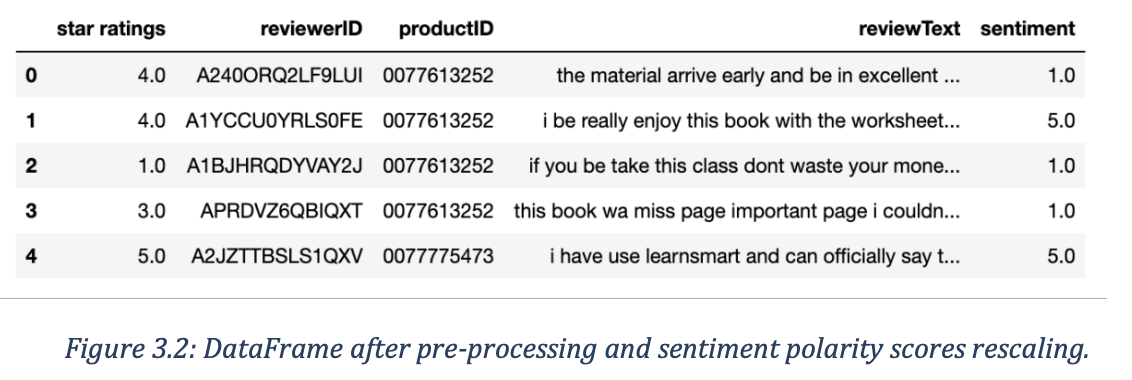 star ratings reviewerID productID reviewText sentiment
0 4.0 A240ORQ2LF9LUI 0077613252 the material arrive early and be in excellent ... 1.0
1 4.0 A1YCCU0YRLS0FE 0077613252 i be really enjoy this book with the worksheet... 5.0
2 1.0 A1BJHRQDYVAY2J 0077613252 if you be take this class dont waste your mone... 1.0
3 3.0 APRDVZ6QBIQXT 0077613252 this book wa miss page important page i couldn... 1.0
4 5.0 A2JZTTBSLS1QXV 0077775473 i have use learnsmart and can officially say t... 5.0
Figure 3.2: DataFrame after pre-processing and sentiment polarity scores rescaling.